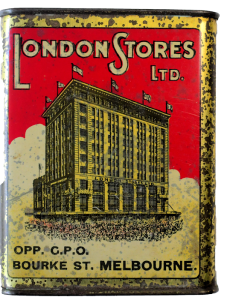 LONDON STORES
LTD.
OPP. G.P.O.
BOURKE ST. MELBOURNE.